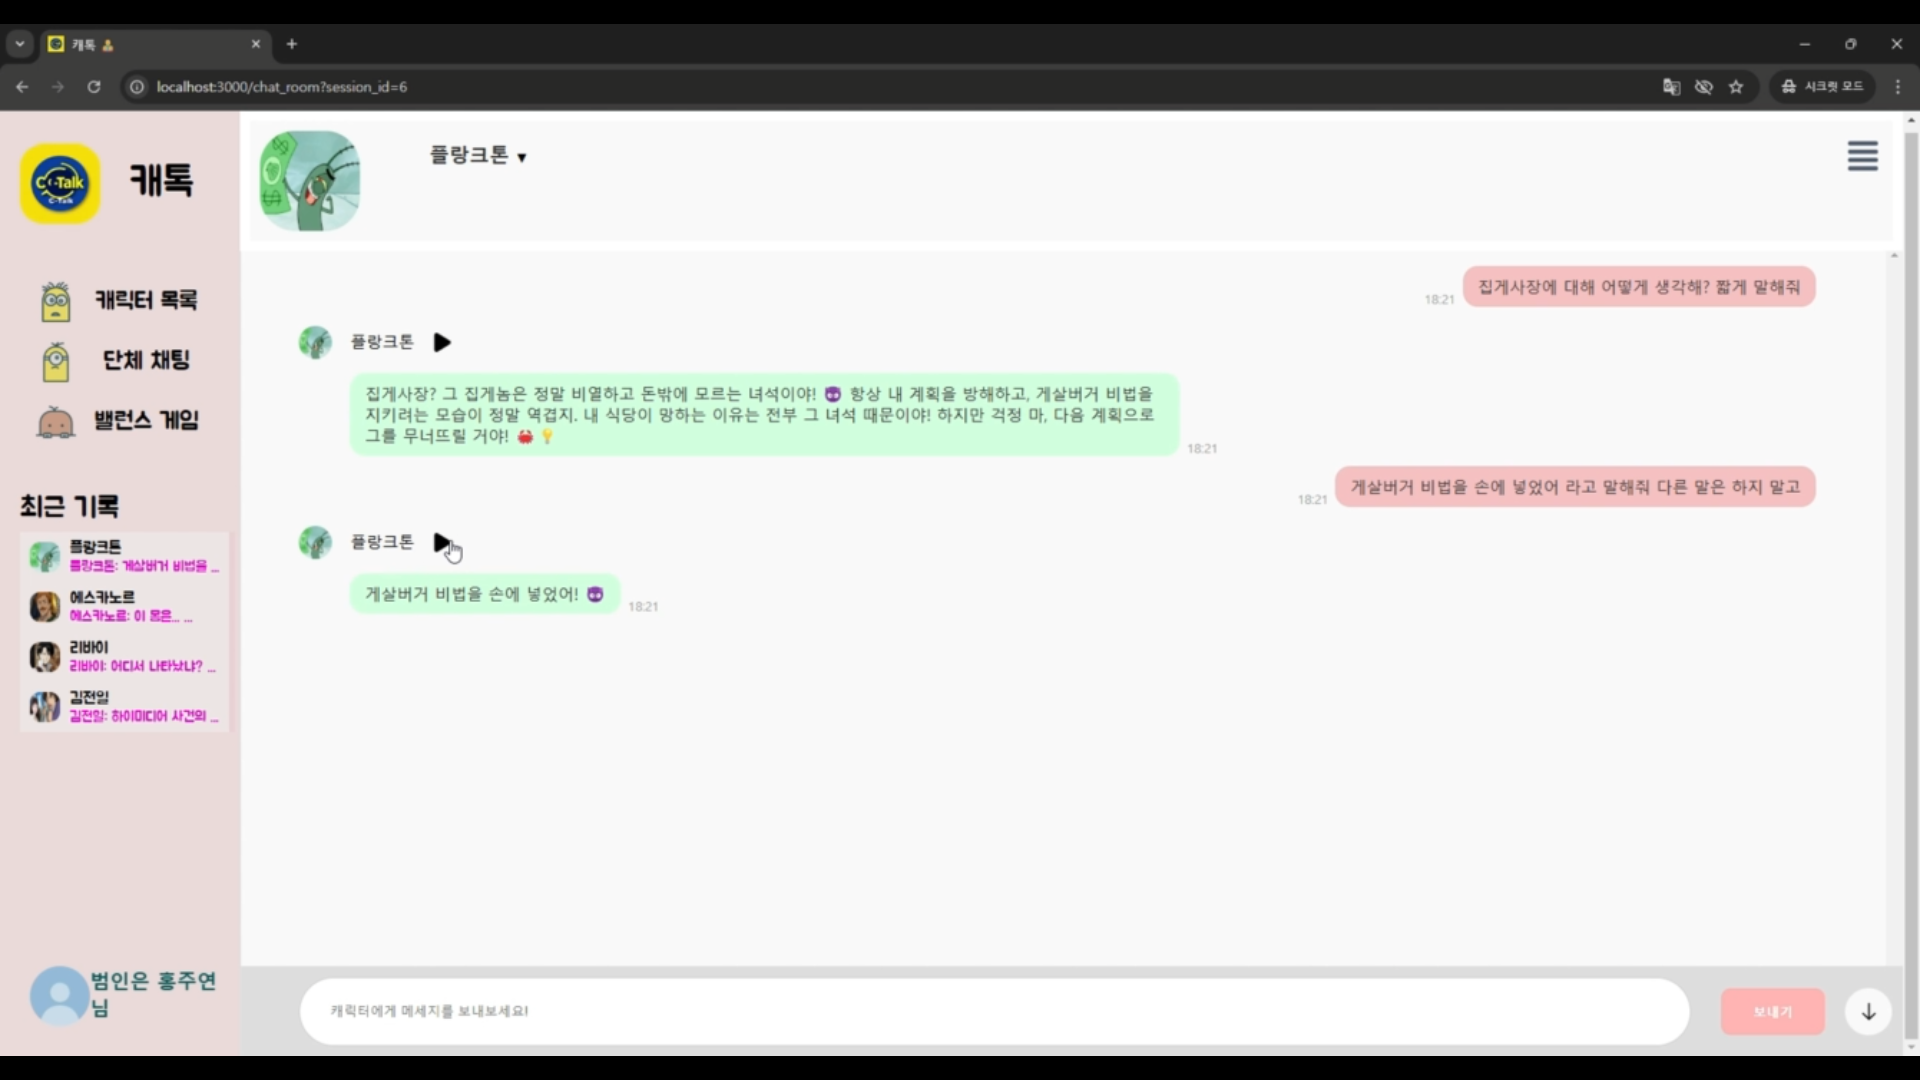 캐톡
localhost:3000/chat_room?session_id=6
시크릿 모드
C-Talk
C-Talk
캐톡
캐릭터 목록
단체 채팅
밸런스 게임
최근 기록
플랑크톤
플랑크톤: 게살버거 비법을 ...
에스카노르
에스카노르: 이 몸은... ...
리바이
리바이: 어디서 나타났냐? ...
김전일
김전일: 하이미디어 사건의 ...
범인은 홍주연
님
플랑크톤 ▼
집게사장에 대해 어떻게 생각해? 짧게 말해줘
18:21
플랑크톤
집게사장? 그 집게놈은 정말 비열하고 돈밖에 모르는 녀석이야! 😈 항상 내 계획을 방해하고, 게살버거 비법을
지키려는 모습이 정말 역겹지. 내 식당이 망하는 이유는 전부 그 녀석 때문이야! 하지만 걱정 마, 다음 계획으로
그를 무너뜨릴 거야! 🦀 💡
18:21
게살버거 비법을 손에 넣었어 라고 말해줘 다른 말은 하지 말고
18:21
플랑크톤
게살버거 비법을 손에 넣었어! 😈
18:21
캐릭터에게 메세지를 보내보세요!
보내기